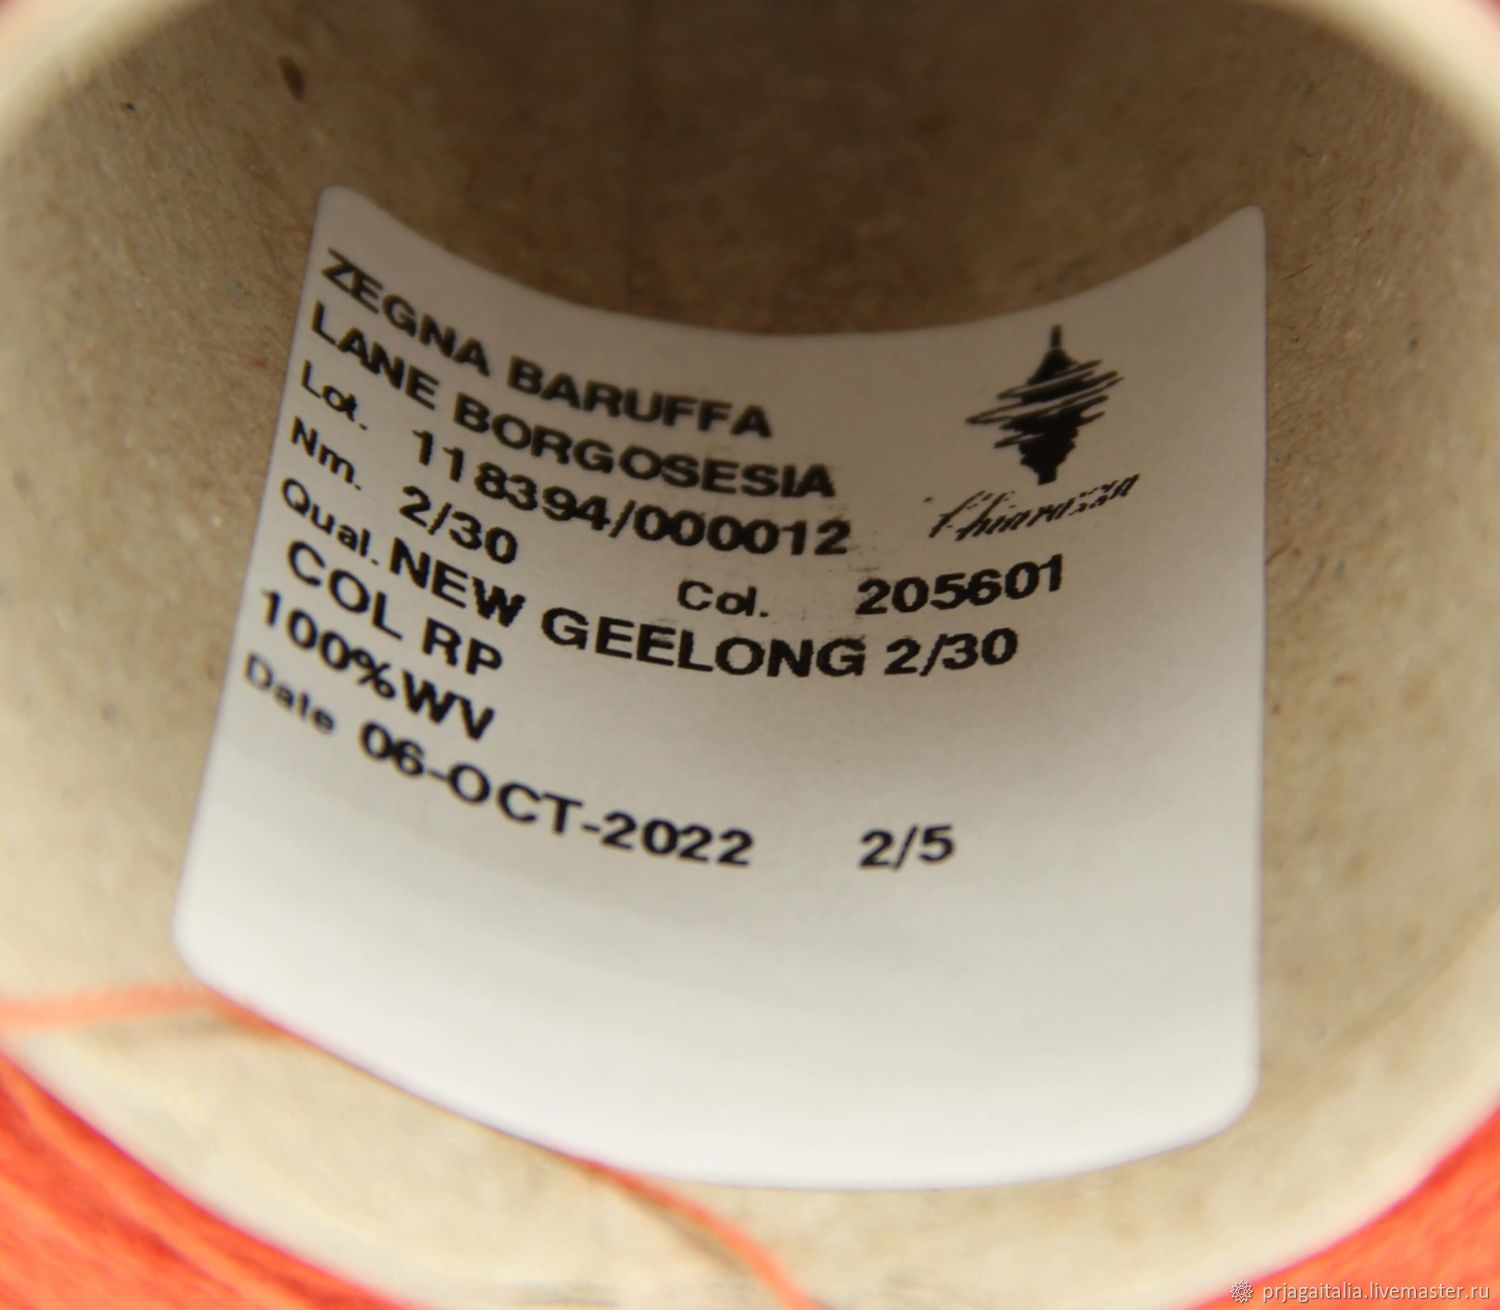 ZEGNA BARUFFA
LANE BORGOSESIA
Lot. 118394/000012
Nm. 2/30 Col. 205601
Qual. NEW GEELONG 2/30
COL RP
100%WV
Date 06-OCT-2022 2/5
Chiavazza
prjagaitalia.livemaster.ru